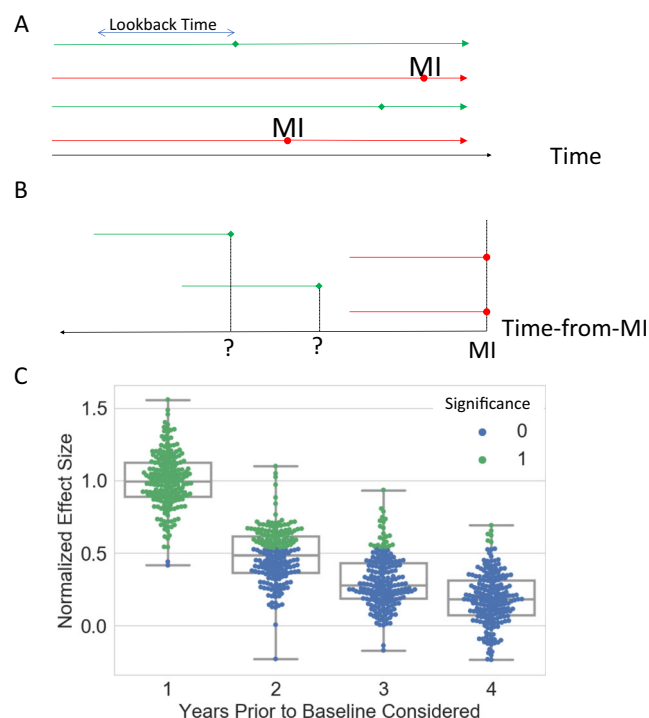 A
Lookback Time
MI
MI
Time
B
? ? MI
Time-from-MI
C
Significance
0
1
Normalized Effect Size
1.5
1.0
0.5
0.0
1 2 3 4
Years Prior to Baseline Considered